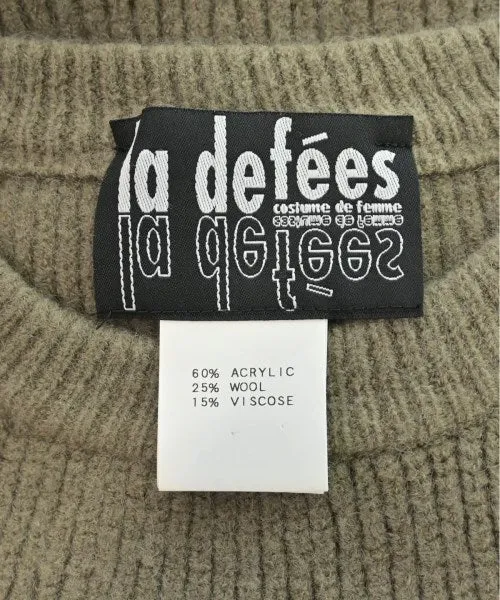 la defées
costume de femme
60% ACRYLIC
25% WOOL
15% VISCOSE